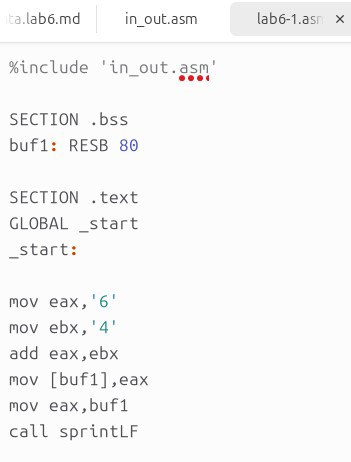 ta.lab6.md in_out.asm lab6-1.asm ×
%include 'in_out.asm'
SECTION .bss
buf1: RESB 80
SECTION .text
GLOBAL _start
_start:
mov eax,'6'
mov ebx,'4'
add eax,ebx
mov [buf1],eax
mov eax,buf1
call sprintLF